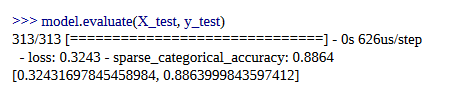 >>> model.evaluate(X_test, y_test)
313/313 [==============================] - 0s 626us/step
- loss: 0.3243 - sparse_categorical_accuracy: 0.8864
[0.32431697845458984, 0.8863999843597412]